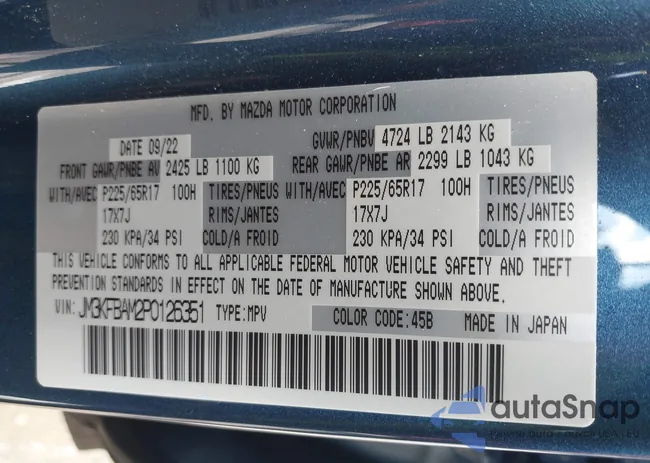 MFD. BY MAZDA MOTOR CORPORATION
DATE 09/22 GVWR/PNBV 4724 LB 2143 KG
FRONT GAWR/PNBE AV 2425 LB 1100 KG REAR GAWR/PNBE AR 2299 LB 1043 KG
WITH/AVEC P225/65R17 100H TIRES/PNEUS WITH/AVEC P225/65R17 100H TIRES/PNEUS
17X7J RIMS/JANTES 17X7J RIMS/JANTES
230 KPA/34 PSI COLD/A FROID 230 KPA/34 PSI COLD/A FROID
THIS VEHICLE CONFORMS TO ALL APPLICABLE FEDERAL MOTOR VEHICLE SAFETY AND THEFT
PREVENTION STANDARDS IN EFFECT ON THE DATE OF MANUFACTURE SHOWN ABOVE.
VIN: JM3KFBAM2P0126351 TYPE:MPV COLOR CODE:45B MADE IN JAPAN
autaSnap